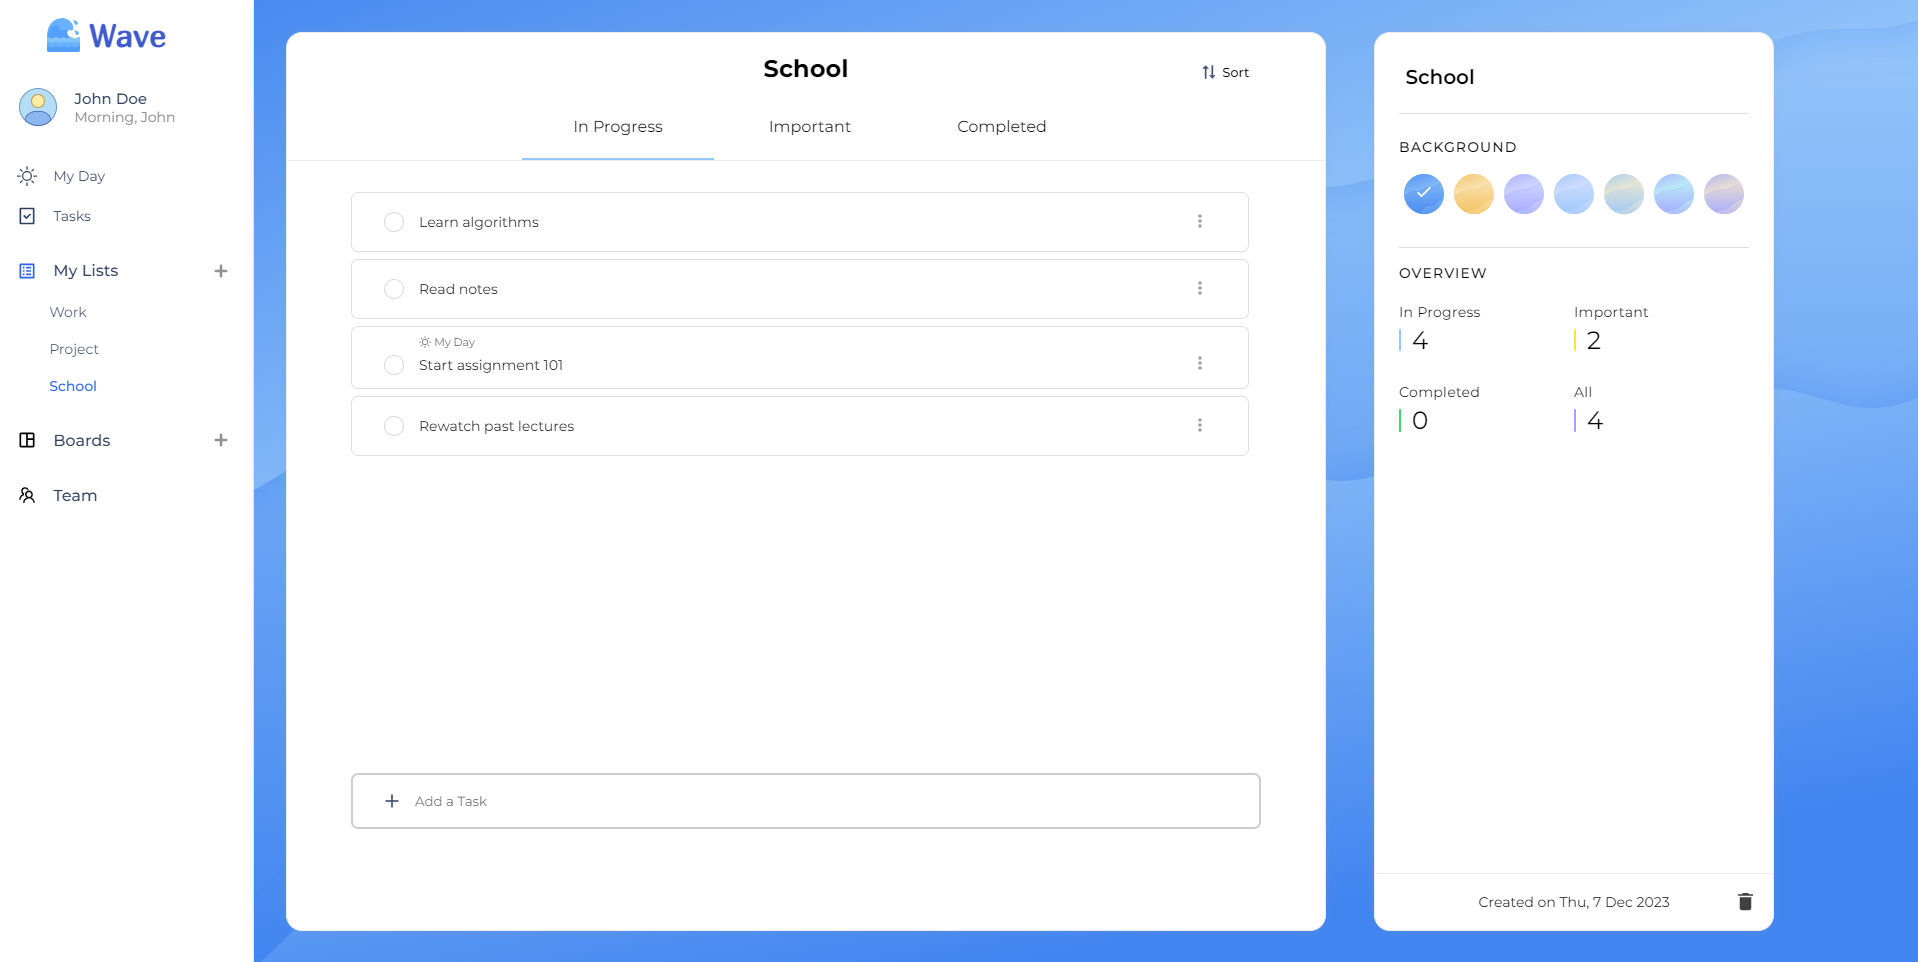 Wave
John Doe
Morning, John
My Day
Tasks
My Lists
Work
Project
School
Boards
Team
School
Sort
In Progress
Important
Completed
Learn algorithms
Read notes
My Day
Start assignment 101
Rewatch past lectures
Add a Task
School
BACKGROUND
OVERVIEW
In Progress
4
Important
2
Completed
0
All
4
Created on Thu, 7 Dec 2023